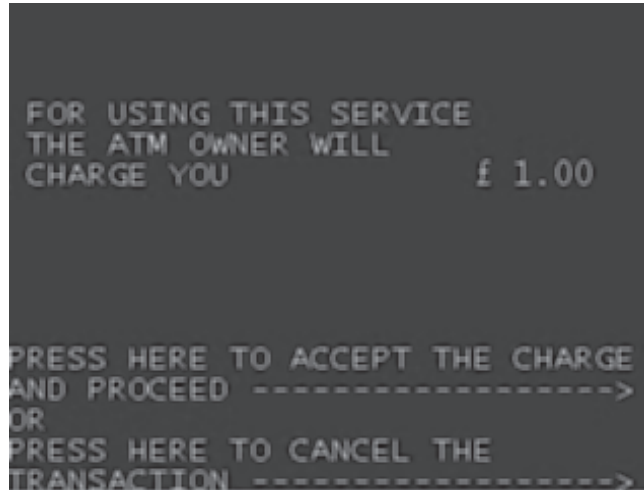 FOR USING THIS SERVICE
THE ATM OWNER WILL
CHARGE YOU £ 1.00
PRESS HERE TO ACCEPT THE CHARGE
AND PROCEED ------------------>
OR
PRESS HERE TO CANCEL THE
TRANSACTION ------------------>